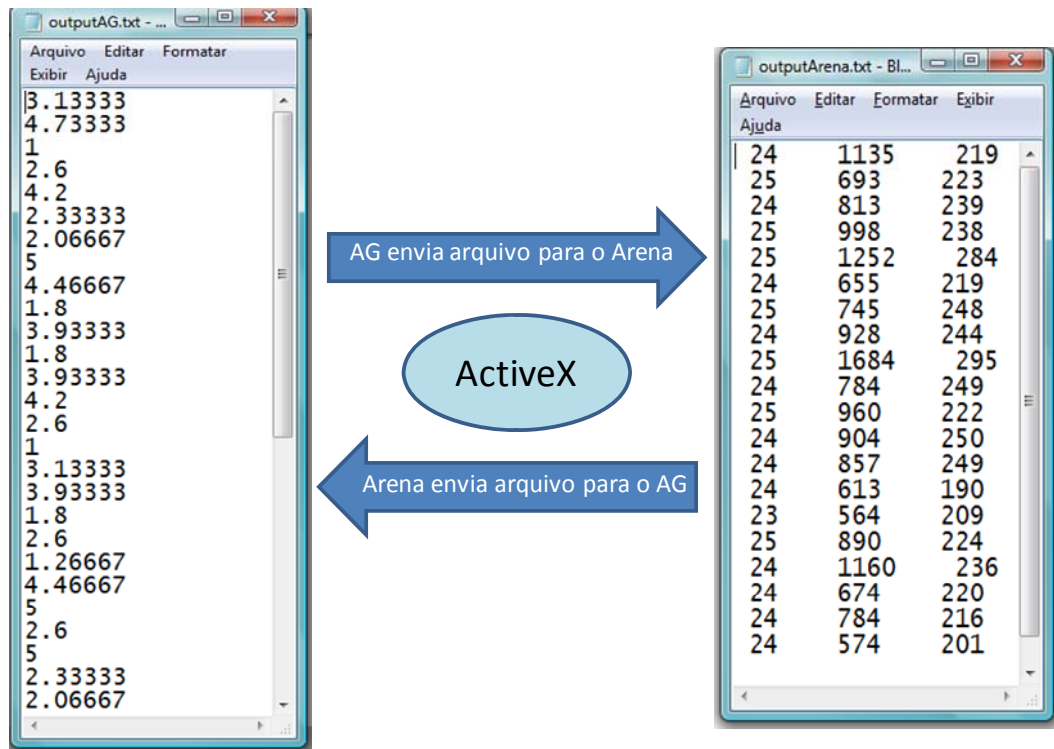 outputAG.txt - ...
Arquivo Editar Formatar
Exibir Ajuda
3.13333
4.73333
1
2.6
4.2
2.33333
2.06667
5
4.46667
1.8
3.93333
1.8
3.93333
4.2
2.6
1
3.13333
3.93333
1.8
2.6
1.26667
4.46667
5
2.6
5
2.33333
2.06667
AG envia arquivo para o Arena
ActiveX
Arena envia arquivo para o AG
outputArena.txt - Bl...
Arquivo Editar Formatar Exibir
Ajuda
24 1135 219
25 693 223
24 813 239
25 998 238
25 1252 284
24 655 219
25 745 248
24 928 244
25 1684 295
24 784 249
25 960 222
24 904 250
24 857 249
24 613 190
23 564 209
25 890 224
24 1160 236
24 674 220
24 784 216
24 574 201